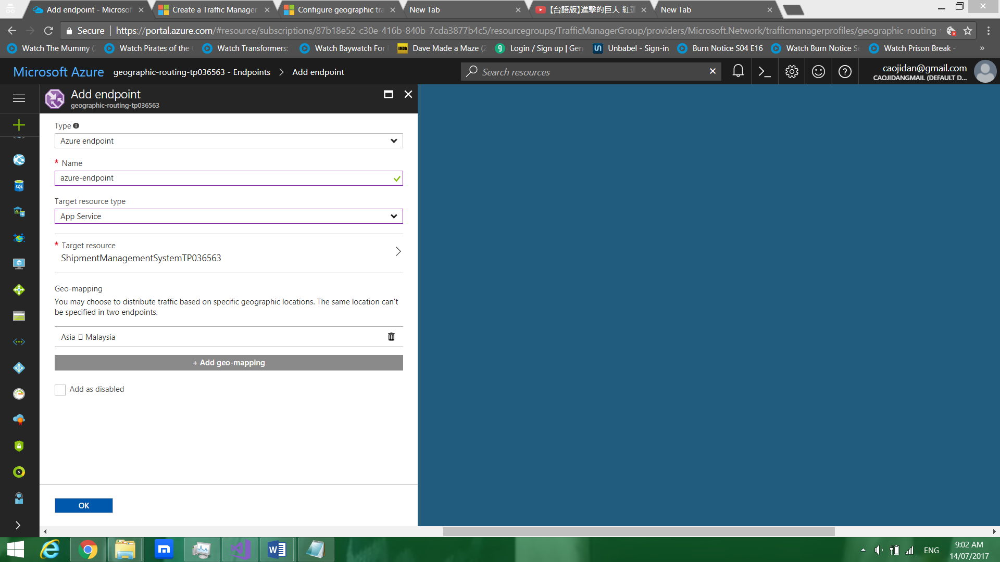 Add endpoint - Microsof
Create a Traffic Manager
Configure geographic tra
New Tab
【台語版】進擊的巨人 紅蓮
New Tab
Secure
https://portal.azure.com/#resource/subscriptions/87b18e52-c30e-416b-840b-7cda3877b4c5/resourcegroups/TrafficManagerGroup/providers/Microsoft.Network/trafficmanagerprofiles/geographic-routing-
Watch The Mummy (
Watch Pirates of the
Watch Transformers:
Watch Baywatch For
IMDb
Dave Made a Maze (2
Login / Sign up | Gen
Unbabel - Sign-in
Burn Notice S04 E16
Watch Burn Notice S
Watch Prison Break -
»
Microsoft Azure
geographic-routing-tp036563 - Endpoints
Add endpoint
Search resources
caojidan@gmail.com
CAOJIDANGMAIL (DEFAULT D...
Add endpoint
geographic-routing-tp036563
Type
Azure endpoint
* Name
azure-endpoint
SQL
Target resource type
App Service
* Target resource
ShipmentManagementSystemTP036563
Geo-mapping
You may choose to distribute traffic based on specific geographic locations. The same location can't
be specified in two endpoints.
Asia ▯ Malaysia
+ Add geo-mapping
Add as disabled
OK
ENG
9:02 AM
14/07/2017